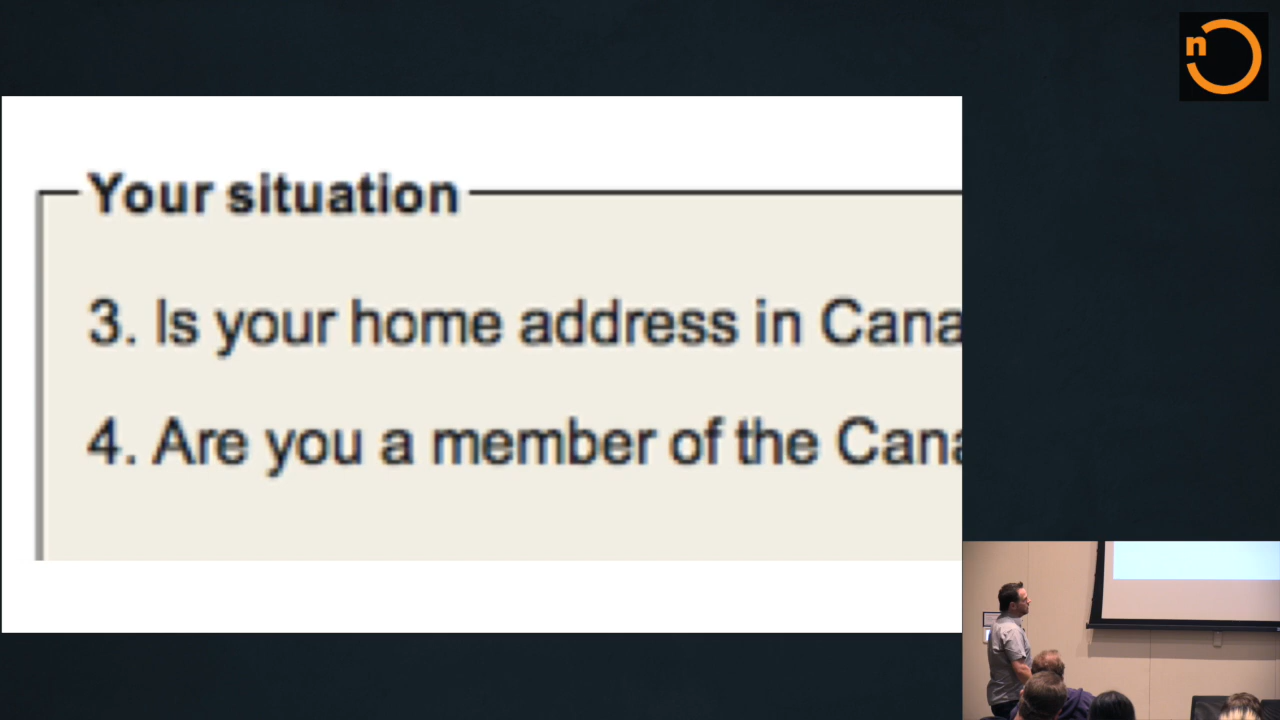 n
Your situation
3. Is your home address in Cana
4. Are you a member of the Cana